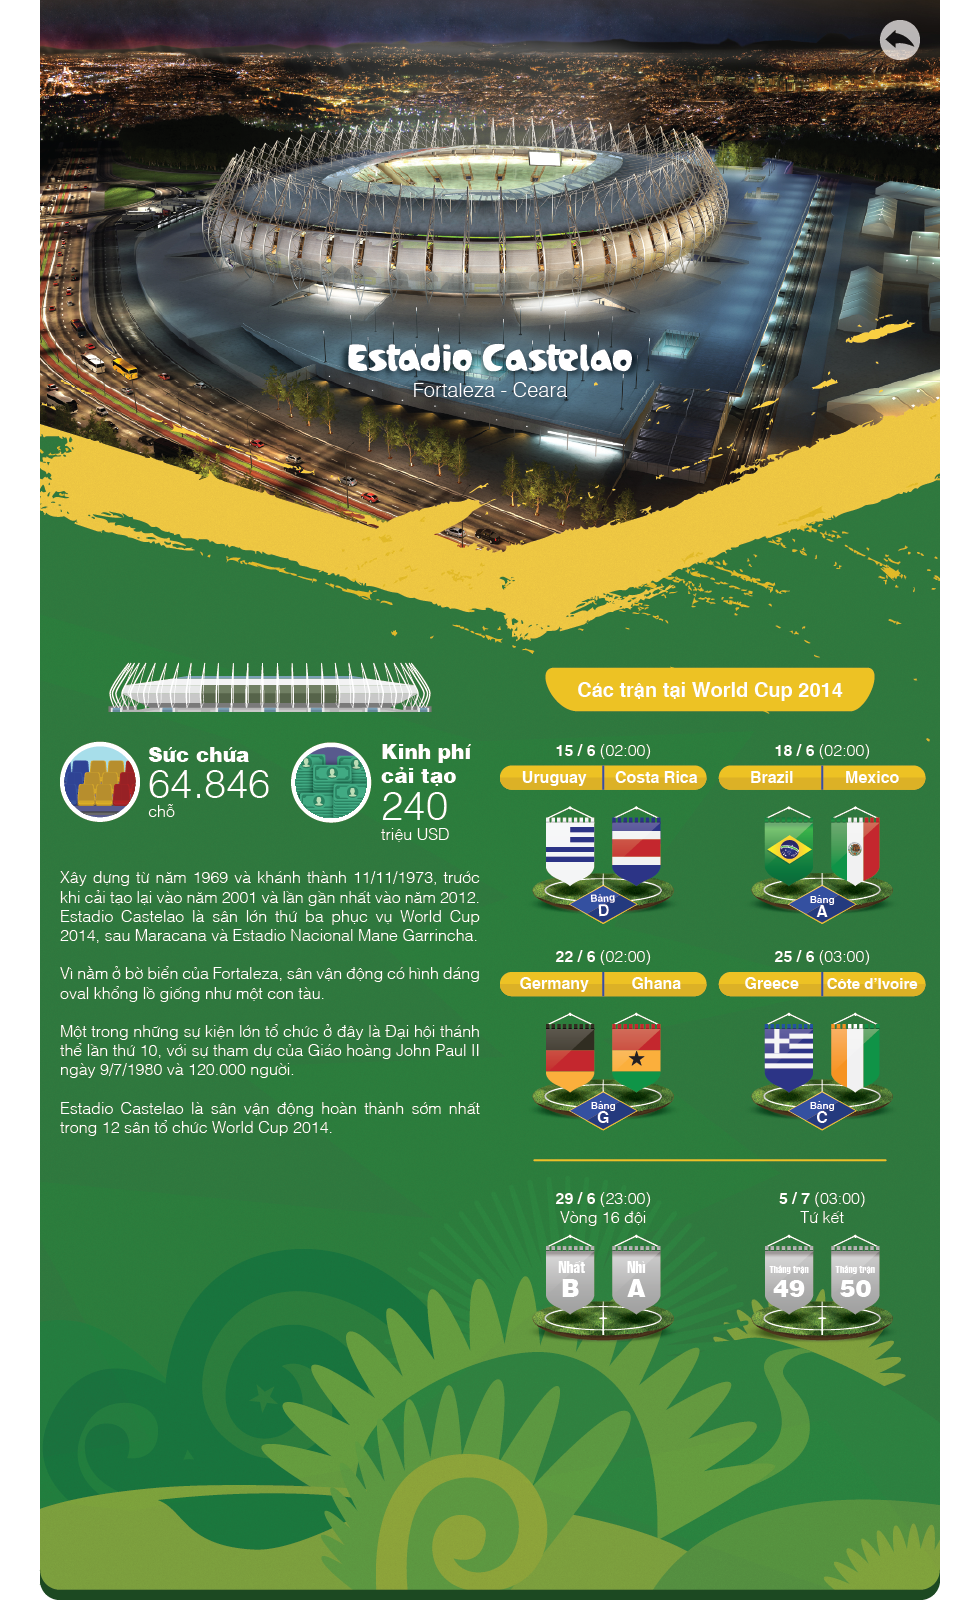 Estadio Castelao
Fortaleza - Ceara
Sức chứa
64.846
chỗ
Kinh phí
cải tạo
240
triệu USD
Xây dựng từ năm 1969 và khánh thành 11/11/1973, trước
khi cải tạo lại vào năm 2001 và lần gần nhất vào năm 2012.
Estadio Castelao là sân lớn thứ ba phục vụ World Cup
2014, sau Maracana và Estadio Nacional Mane Garrincha.
Vì nằm ở bờ biển của Fortaleza, sân vận động có hình dáng
oval khổng lồ giống như một con tàu.
Một trong những sự kiện lớn tổ chức ở đây là Đại hội thánh
thể lần thứ 10, với sự tham dự của Giáo hoàng John Paul II
ngày 9/7/1980 và 120.000 người.
Estadio Castelao là sân vận động hoàn thành sớm nhất
trong 12 sân tổ chức World Cup 2014.
Các trận tại World Cup 2014
15 / 6 (02:00)
Uruguay Costa Rica
Bảng
D
18 / 6 (02:00)
Brazil Mexico
Bảng
A
22 / 6 (02:00)
Germany Ghana
Bảng
G
25 / 6 (03:00)
Greece Côte d'Ivoire
Bảng
C
29 / 6 (23:00)
Vòng 16 đội
Nhất
B
Nhì
A
5 / 7 (03:00)
Tứ kết
Thắng trận
49
Thắng trận
50